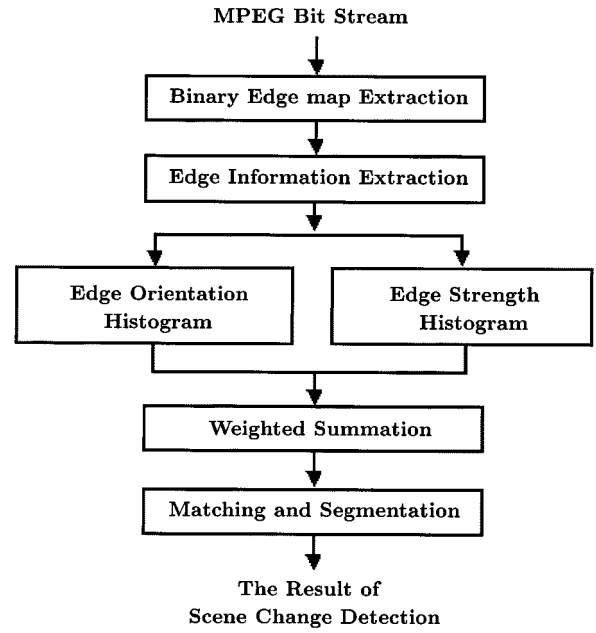 MPEG Bit Stream
Binary Edge map Extraction
Edge Information Extraction
Edge Orientation
Histogram
Edge Strength
Histogram
Weighted Summation
Matching and Segmentation
The Result of
Scene Change Detection